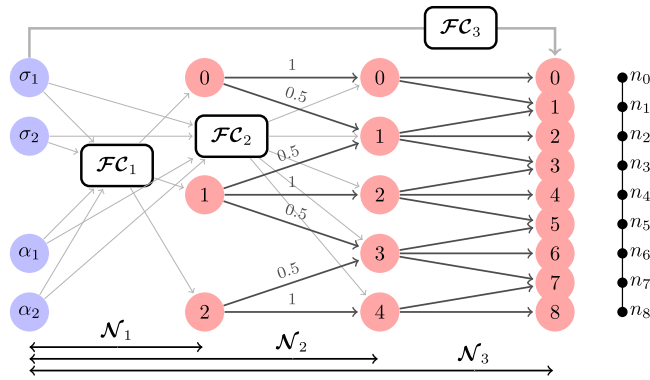 𝓕𝓒₃
σ₁ 0 1 0 0 n₀
0.5 1 n₁
σ₂ 𝓕𝓒₂ 1 2 n₂
𝓕𝓒₁ 0.5 3 n₃
1 1 2 4 n₄
0.5 5 n₅
α₁ 3 6 n₆
0.5 7 n₇
α₂ 2 1 4 8 n₈
𝓝₁
𝓝₂
𝓝₃